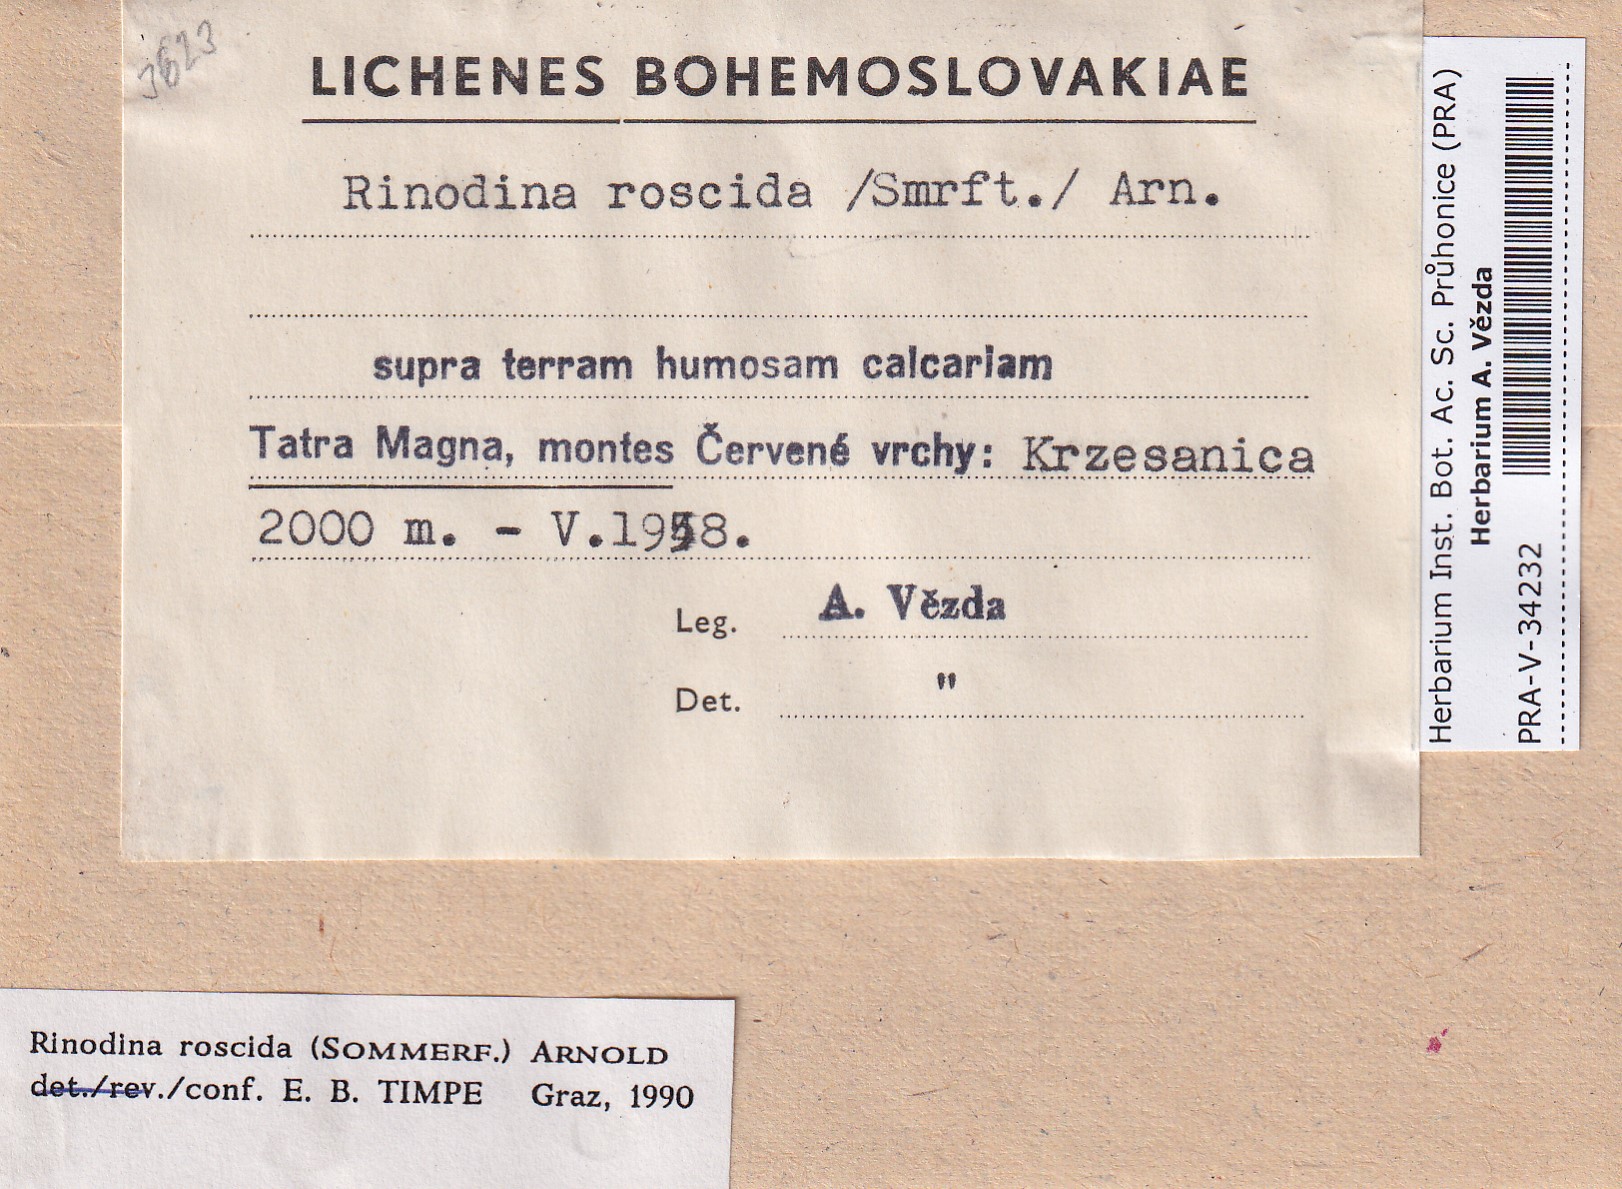 3623
LICHENES BOHEMOSLOVAKIAE
Rinodina roscida /Smrft./ Arn.
supra terram humosam calcariam
Tatra Magna, montes Červené vrchy: Krzesanica
2000 m. - V.1958.
Leg. A. Vězda
Det. "
Herbarium Inst. Bot. Ac. Sc. Průhonice (PRA)
Herbarium A. Vězda
PRA-V-34232
Rinodina roscida (SOMMERF.) ARNOLD
det./rev./conf. E. B. TIMPE Graz, 1990